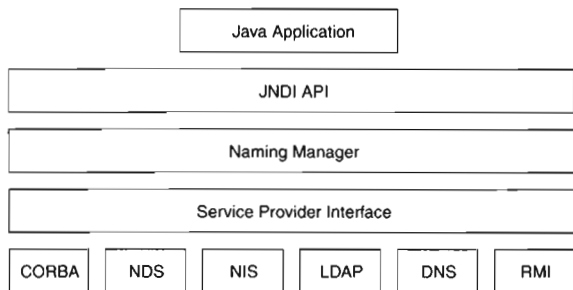 Java Application
JNDI API
Naming Manager
Service Provider Interface
CORBA NDS NIS LDAP DNS RMI